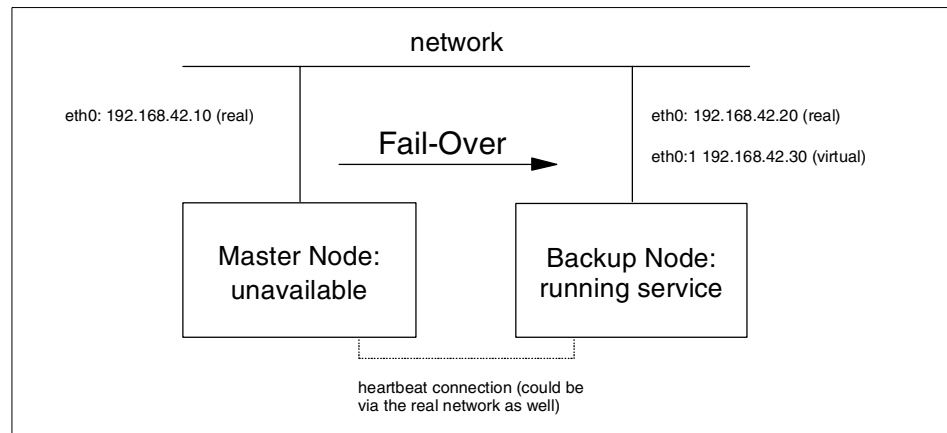 network
eth0: 192.168.42.10 (real)
eth0: 192.168.42.20 (real)
eth0:1 192.168.42.30 (virtual)
Fail-Over
Master Node:
unavailable
Backup Node:
running service
heartbeat connection (could be
via the real network as well)